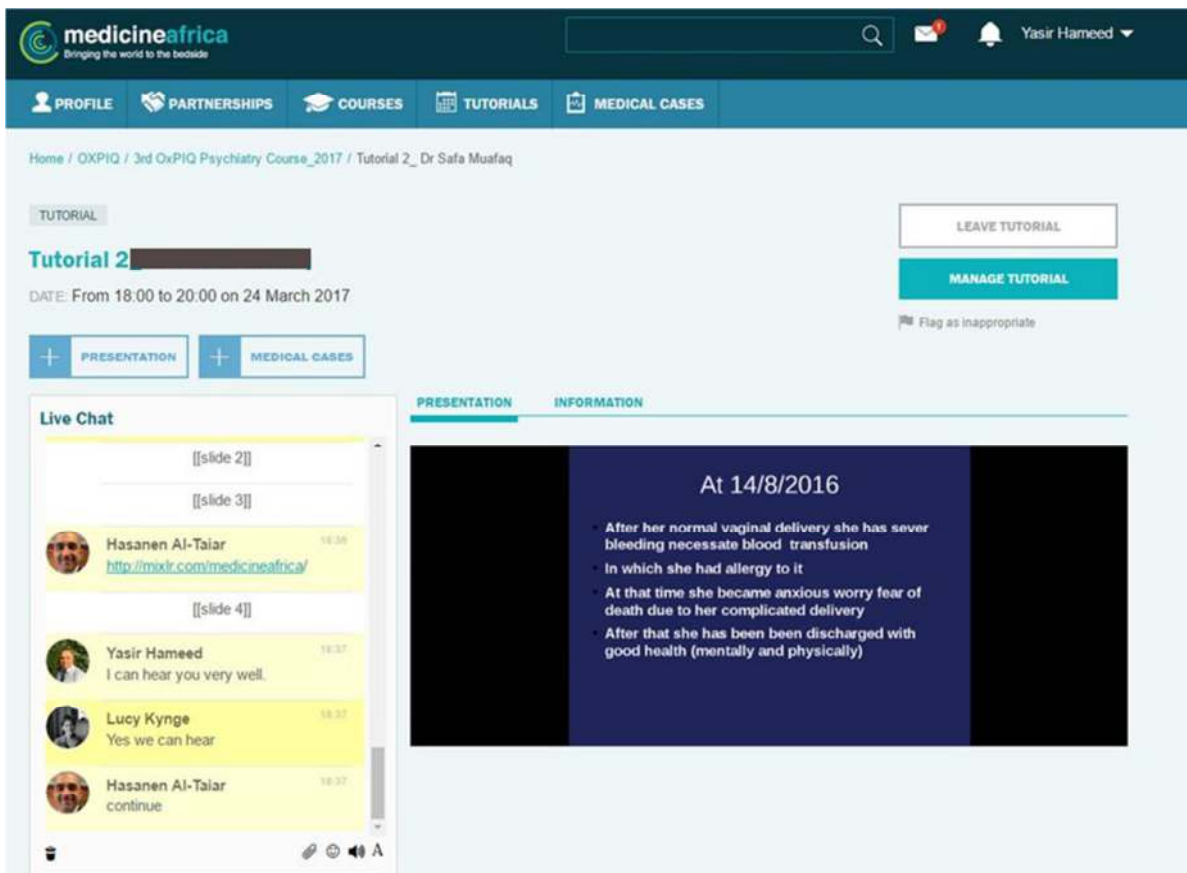 medicineafrica
Bringing the world to the bedside
1
Yasir Hameed
PROFILE
PARTNERSHIPS
COURSES
TUTORIALS
MEDICAL CASES
Home / OXPIQ / 3rd OxPIQ Psychiatry Course_2017 / Tutorial 2_ Dr Safa Muafaq
TUTORIAL
LEAVE TUTORIAL
Tutorial 2_
MANAGE TUTORIAL
DATE: From 18:00 to 20:00 on 24 March 2017
Flag as inappropriate
+ PRESENTATION
+ MEDICAL CASES
Live Chat
[[slide 2]]
[[slide 3]]
Hasanen Al-Taiar
http://mixlr.com/medicineafrica/
[[slide 4]]
Yasir Hameed 18:37
I can hear you very well.
Lucy Kynge 18:37
Yes we can hear
Hasanen Al-Taiar 18:37
continue
A
PRESENTATION
INFORMATION
At 14/8/2016
After her normal vaginal delivery she has sever
bleeding necessate blood transfusion
In which she had allergy to it
At that time she became anxious worry fear of
death due to her complicated delivery
After that she has been been discharged with
good health (mentally and physically)